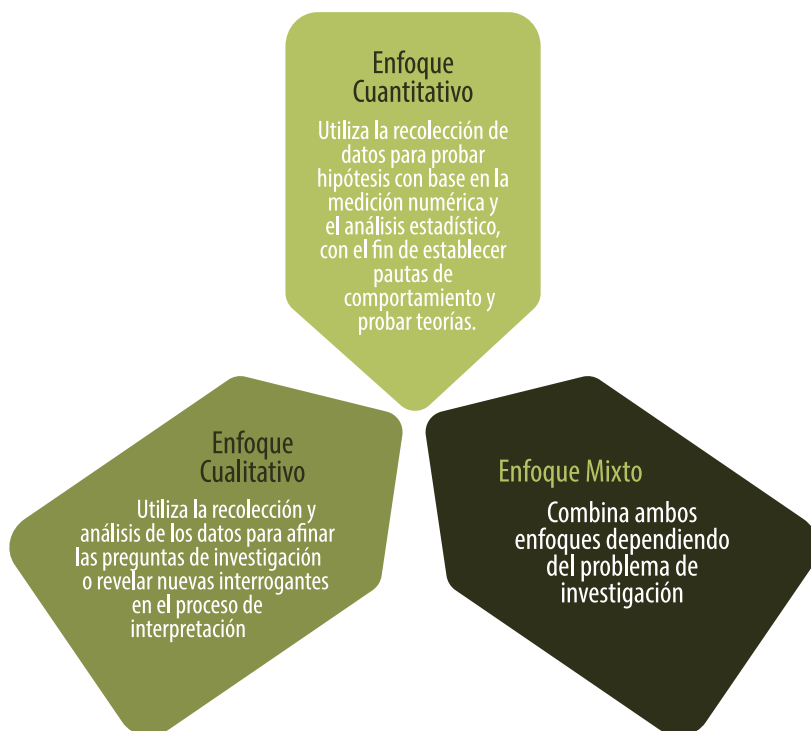 Enfoque
Cuantitativo
Utiliza la recolección de
datos para probar
hipótesis con base en la
medición numérica y
el análisis estadístico,
con el fin de establecer
pautas de
comportamiento y
probar teorías.
Enfoque
Cualitativo
Utiliza la recolección y
análisis de los datos para afinar
las preguntas de investigación
o revelar nuevas interrogantes
en el proceso de
interpretación
Enfoque Mixto
Combina ambos
enfoques dependiendo
del problema de
investigación